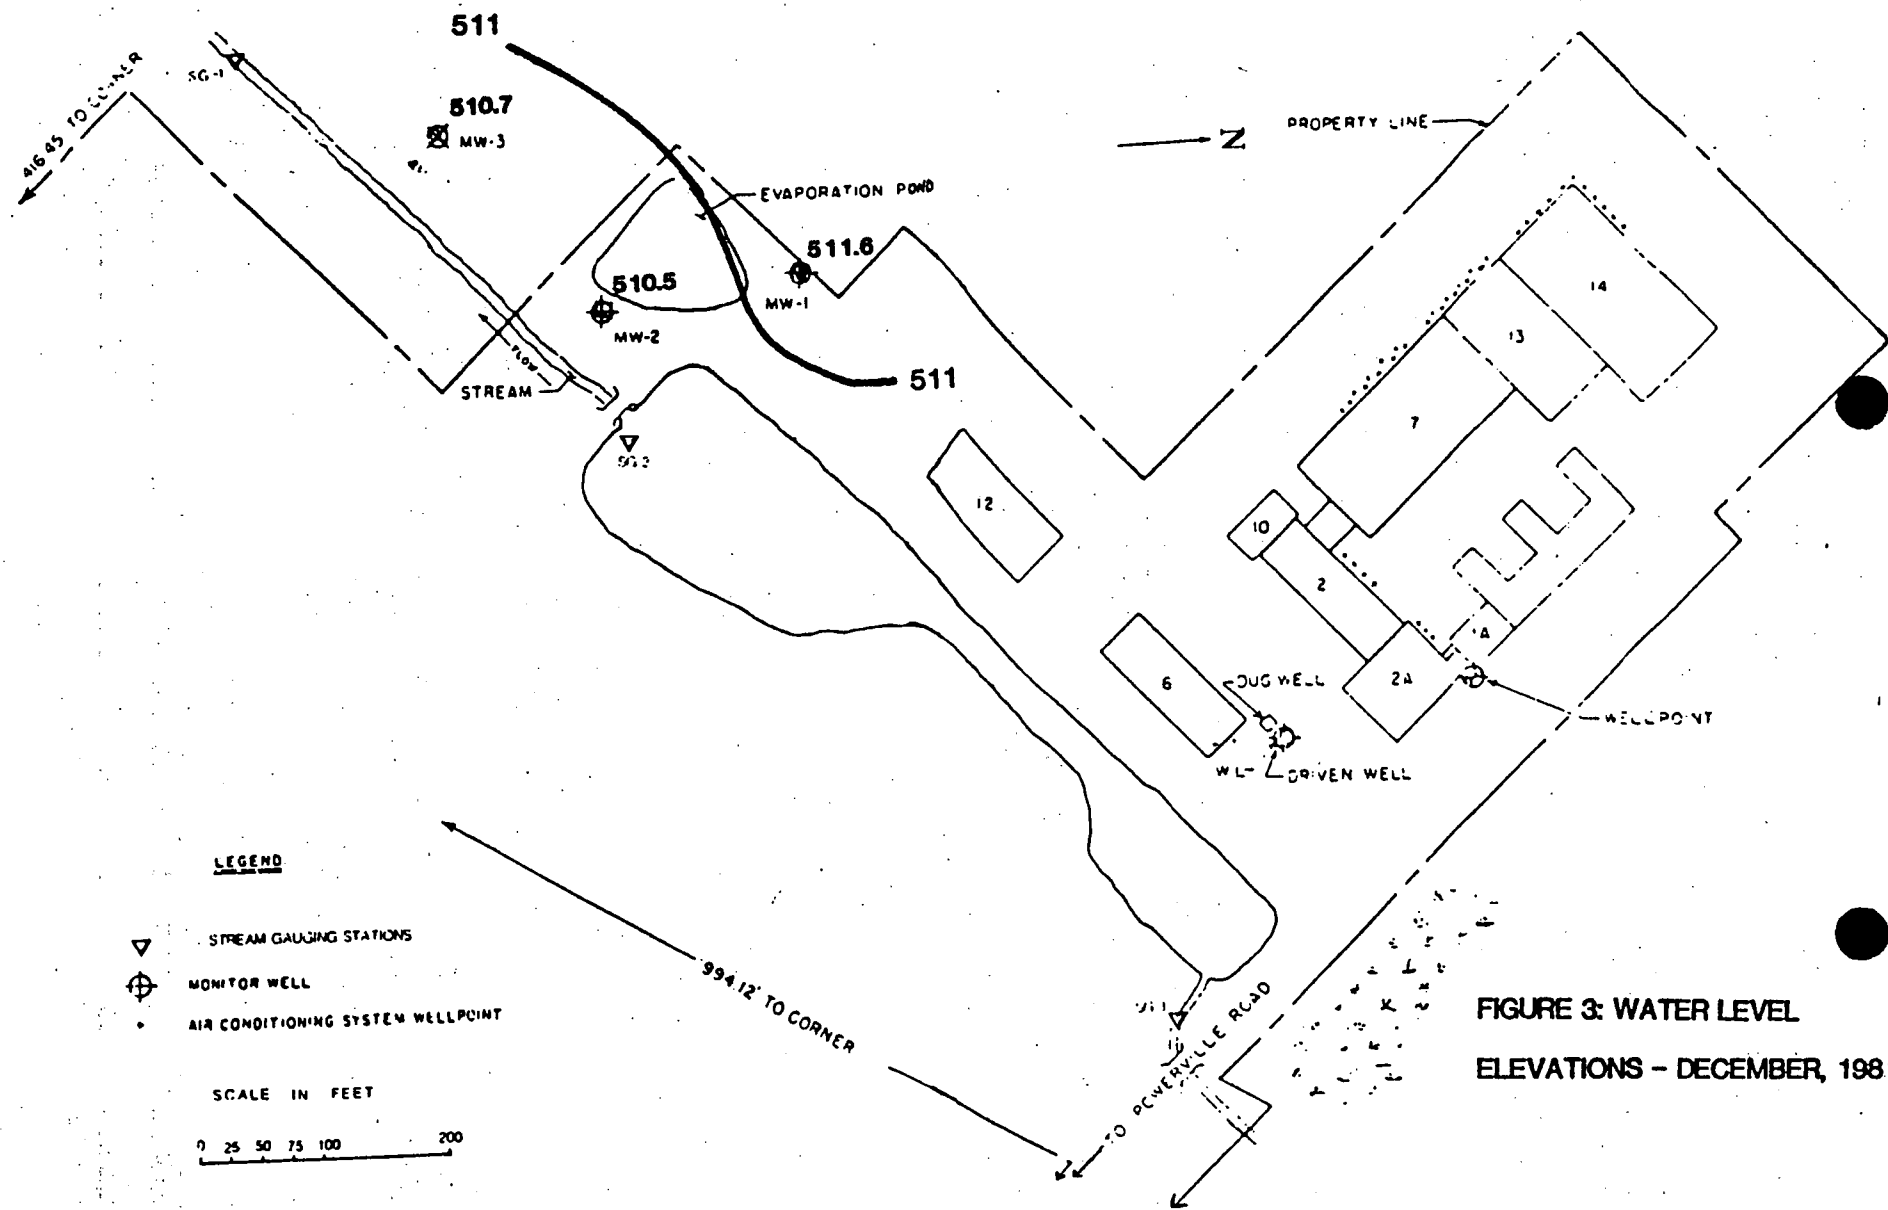 511
416.45 TO CORNER
SG-1
510.7
MW-3
N
PROPERTY LINE
EVAPORATION POND
511.6
MW-1
510.5
MW-2
FLOW
STREAM
511
14
13
7
12
10
2
1A
2A
6
DUG WELL
WELLPOINT
DRIVEN WELL
LEGEND
STREAM GAUGING STATIONS
MONITOR WELL
AIR CONDITIONING SYSTEM WELLPOINT
994.12' TO CORNER
TO POWERVILLE ROAD
SCALE IN FEET
0 25 50 75 100 200
FIGURE 3: WATER LEVEL
ELEVATIONS - DECEMBER, 198